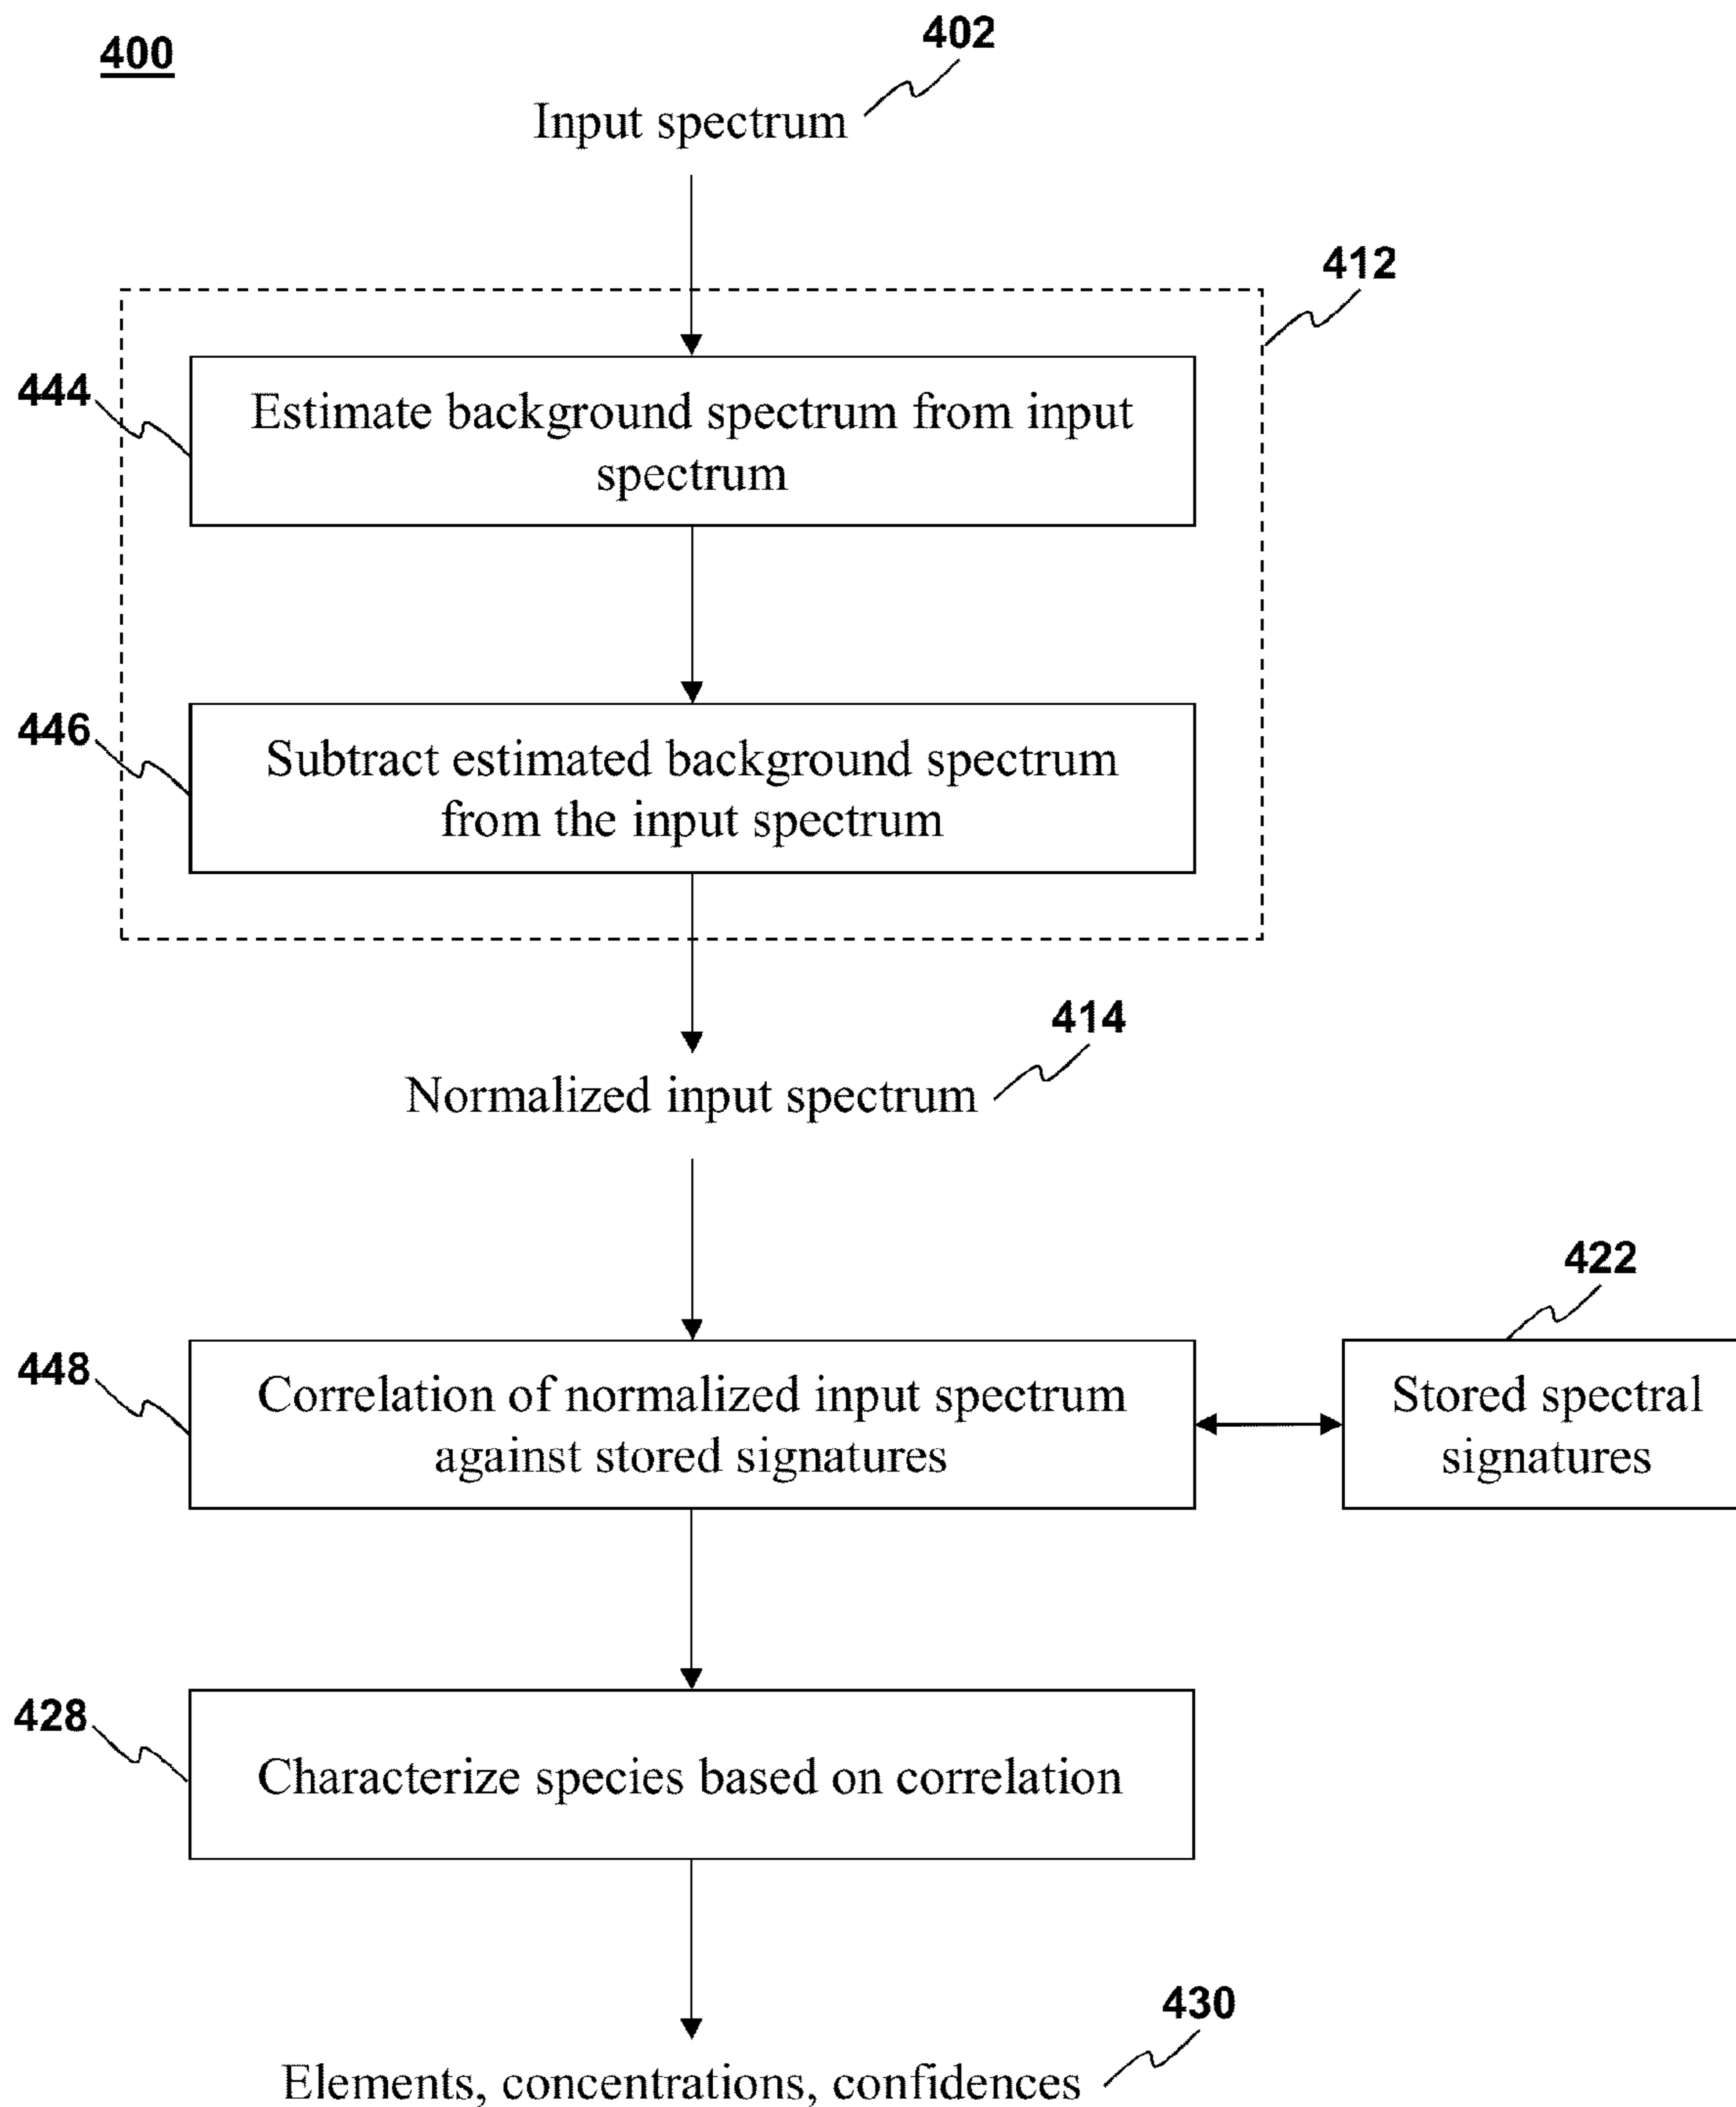 400
402
Input spectrum
412
444
Estimate background spectrum from input
spectrum
446
Subtract estimated background spectrum
from the input spectrum
414
Normalized input spectrum
422
448
Correlation of normalized input spectrum
against stored signatures
Stored spectral
signatures
428
Characterize species based on correlation
430
Elements, concentrations, confidences